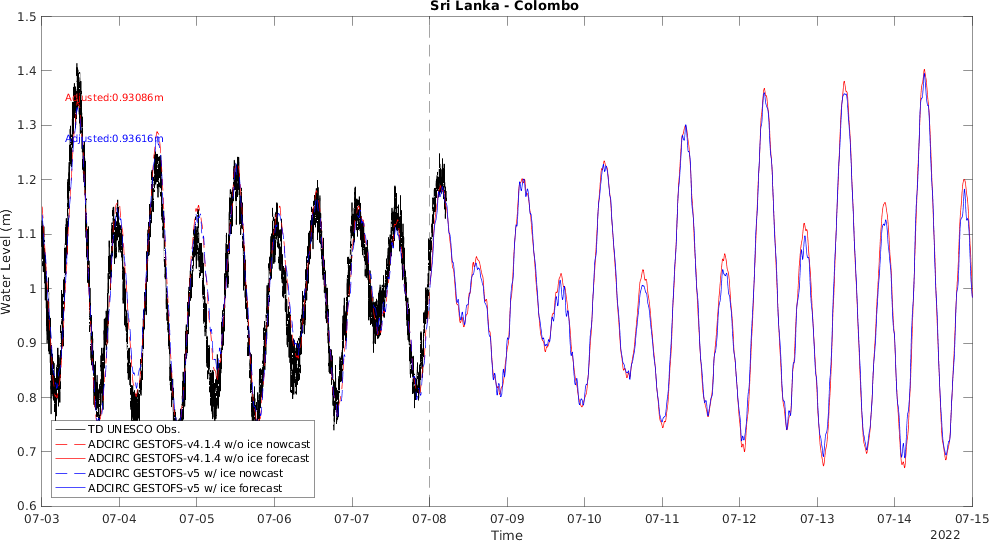 Sri Lanka - Colombo
1.5
1.4
1.3
1.2
1.1
1
0.9
0.8
0.7
0.6
Water Level (m)
Adjusted:0.93086m
Adjusted:0.93616m
TD UNESCO Obs.
ADCIRC GESTOFS-v4.1.4 w/o ice nowcast
ADCIRC GESTOFS-v4.1.4 w/o ice forecast
ADCIRC GESTOFS-v5 w/ ice nowcast
ADCIRC GESTOFS-v5 w/ ice forecast
07-03 07-04 07-05 07-06 07-07 07-08 07-09 07-10 07-11 07-12 07-13 07-14 07-15
Time
2022